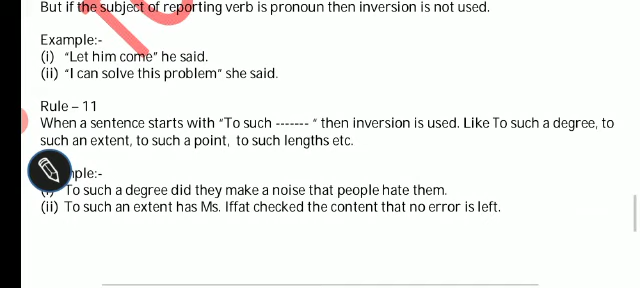 But if the subject of reporting verb is pronoun then inversion is not used.
Example:-
(i) "Let him come" he said.
(ii) "I can solve this problem" she said.
Rule – 11
When a sentence starts with "To such ------- " then inversion is used. Like To such a degree, to
such an extent, to such a point, to such lengths etc.
ple:-
(i) To such a degree did they make a noise that people hate them.
(ii) To such an extent has Ms. Iffat checked the content that no error is left.